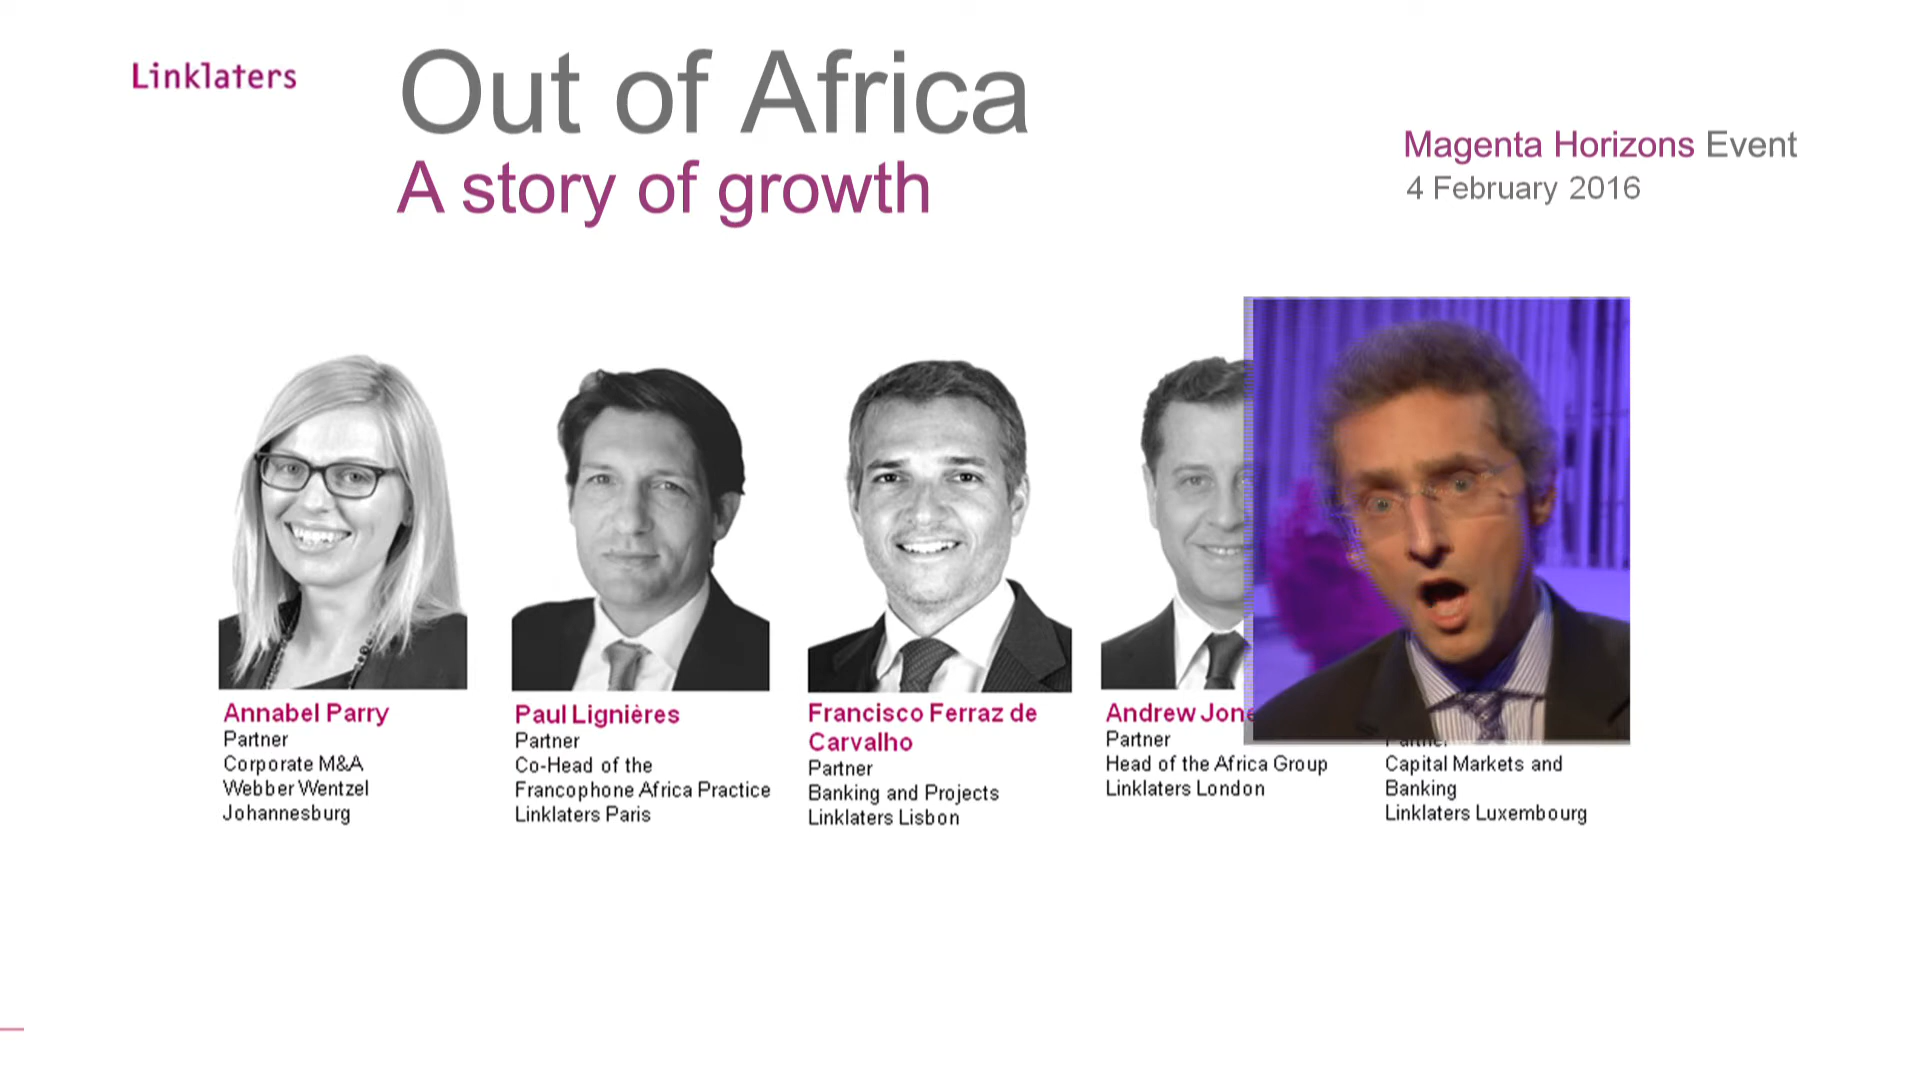 Linklaters
Out of Africa
A story of growth
Magenta Horizons Event
4 February 2016
Annabel Parry
Partner
Corporate M&A
Webber Wentzel
Johannesburg
Paul Lignières
Partner
Co-Head of the
Francophone Africa Practice
Linklaters Paris
Francisco Ferraz de
Carvalho
Partner
Banking and Projects
Linklaters Lisbon
Andrew
Partner
Head of the Africa Group
Linklaters London
Capital Markets and
Banking
Linklaters Luxembourg